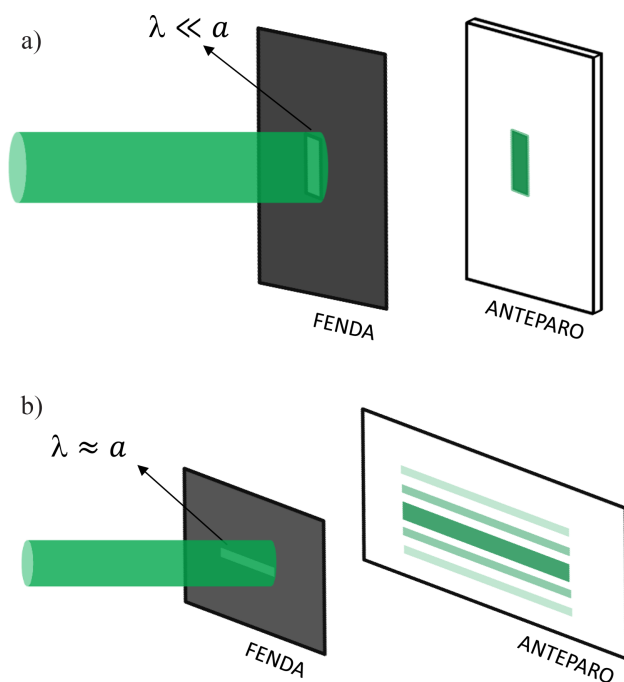 a)
λ ≪ a
FENDA
ANTEPARO
b)
λ ≈ a
FENDA
ANTEPARO